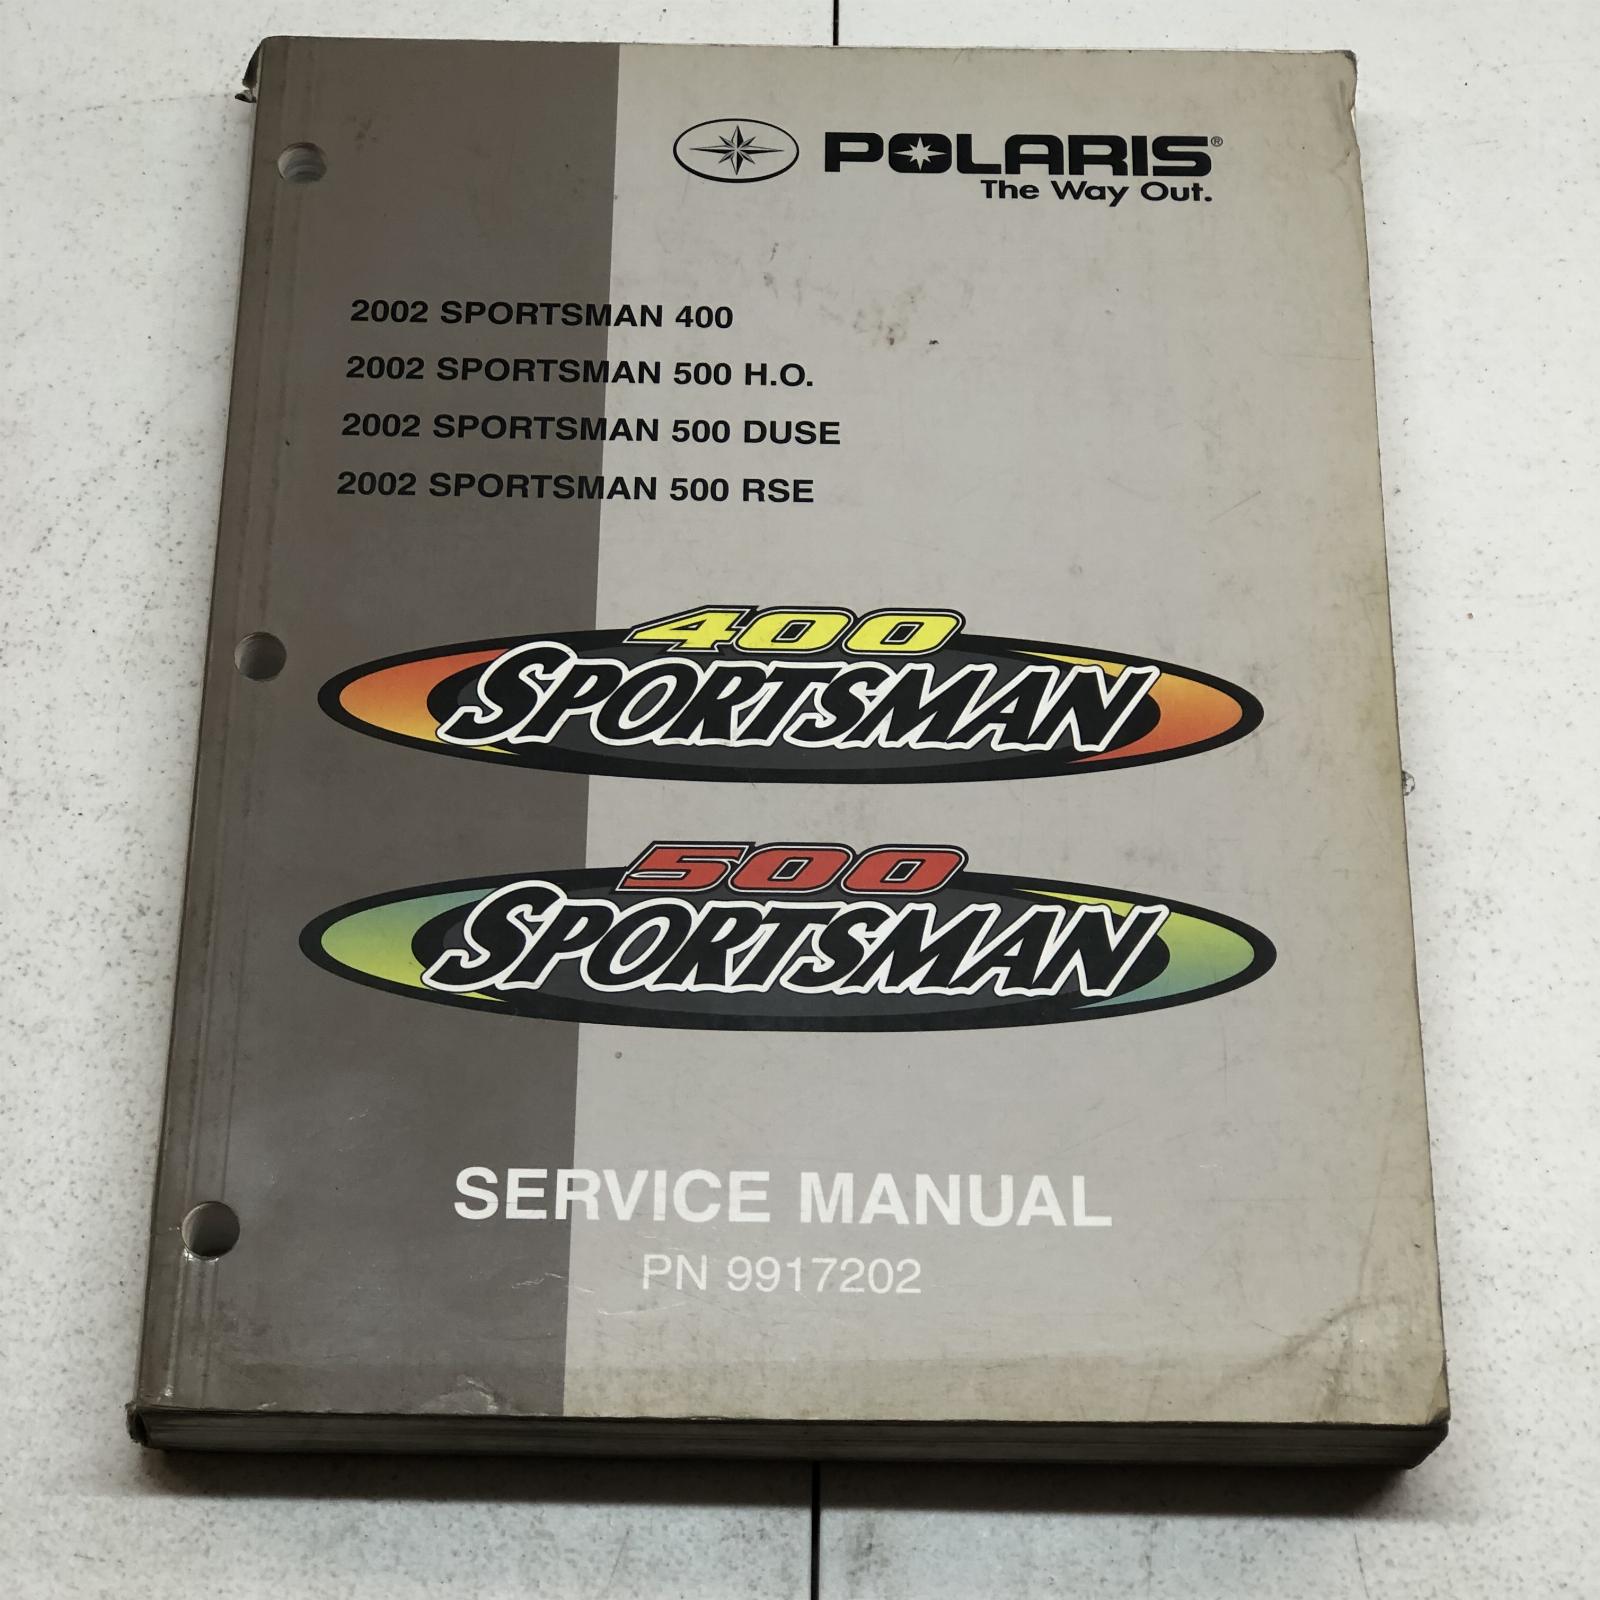 POLARIS®
The Way Out.
2002 SPORTSMAN 400
2002 SPORTSMAN 500 H.O.
2002 SPORTSMAN 500 DUSE
2002 SPORTSMAN 500 RSE
400
SPORTSMAN
500
SPORTSMAN
SERVICE MANUAL
PN 9917202